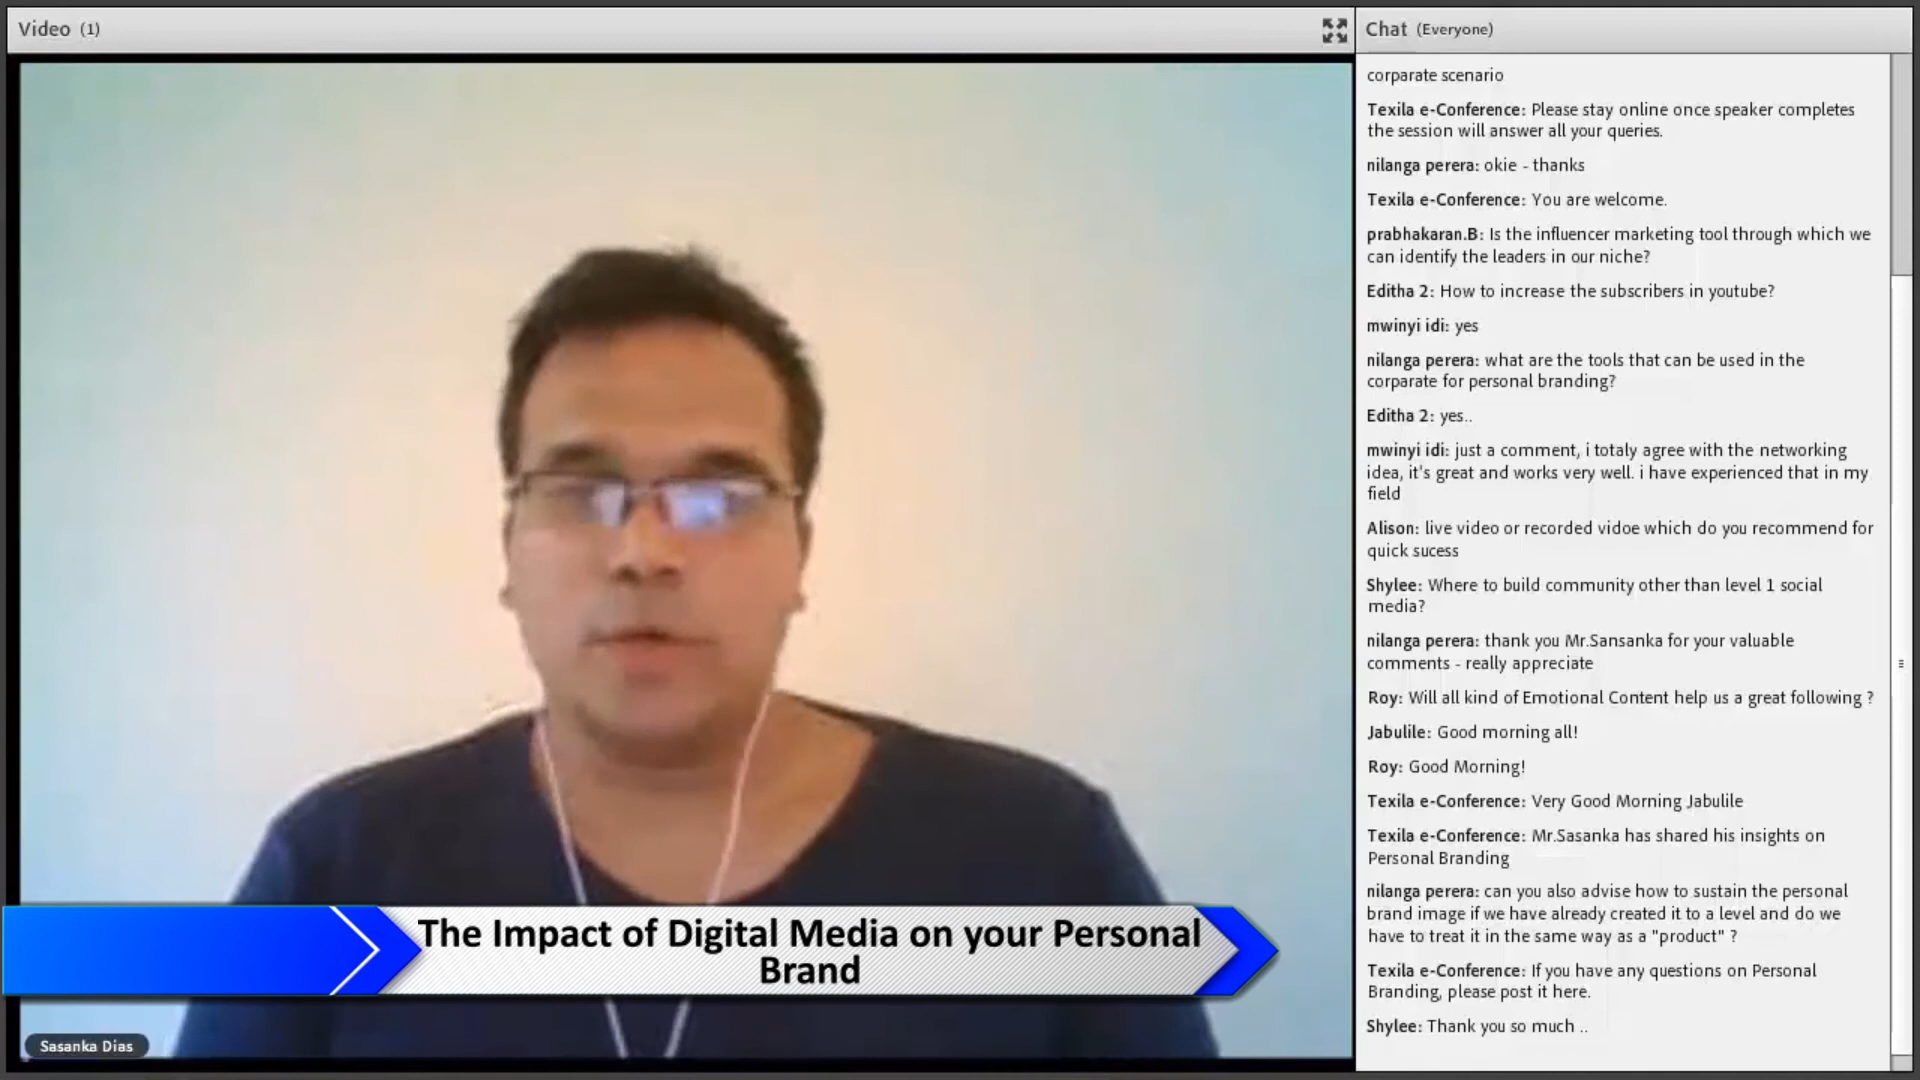 Video (1)
The Impact of Digital Media on your Personal
Brand
Sasanka Dias
Chat (Everyone)
corparate scenario
Texila e-Conference: Please stay online once speaker completes
the session will answer all your queries.
nilanga perera: okie - thanks
Texila e-Conference: You are welcome.
prabhakaran.B: Is the influencer marketing tool through which we
can identify the leaders in our niche?
Editha 2: How to increase the subscribers in youtube?
mwinyi idi: yes
nilanga perera: what are the tools that can be used in the
corparate for personal branding?
Editha 2: yes..
mwinyi idi: just a comment, i totaly agree with the networking
idea, it's great and works very well. i have experienced that in my
field
Alison: live video or recorded vidoe which do you recommend for
quick sucess
Shylee: Where to build community other than level 1 social
media?
nilanga perera: thank you Mr.Sansanka for your valuable
comments - really appreciate
Roy: Will all kind of Emotional Content help us a great following ?
Jabulile: Good morning all!
Roy: Good Morning!
Texila e-Conference: Very Good Morning Jabulile
Texila e-Conference: Mr.Sasanka has shared his insights on
Personal Branding
nilanga perera: can you also advise how to sustain the personal
brand image if we have already created it to a level and do we
have to treat it in the same way as a "product" ?
Texila e-Conference: If you have any questions on Personal
Branding, please post it here.
Shylee: Thank you so much ..